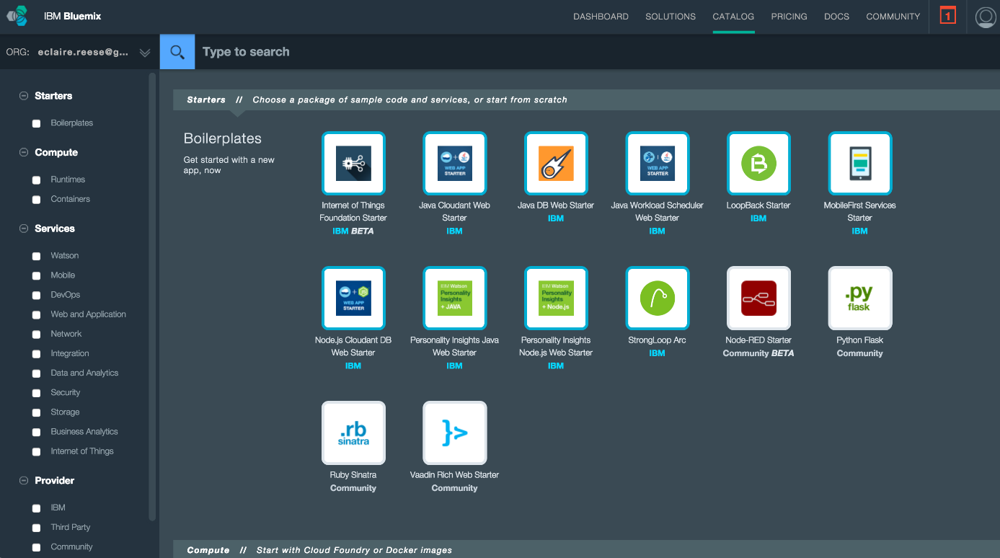 IBM Bluemix
DASHBOARD SOLUTIONS CATALOG PRICING DOCS COMMUNITY 1
ORG: eclaire.reese@g...
Type to search
Starters
Boilerplates
Compute
Runtimes
Containers
Services
Watson
Mobile
DevOps
Web and Application
Network
Integration
Data and Analytics
Security
Storage
Business Analytics
Internet of Things
Provider
IBM
Third Party
Community
Starters // Choose a package of sample code and services, or start from scratch
Boilerplates
Get started with a new
app, now
Internet of Things
Foundation Starter
IBM BETA
WEB APP
STARTER
Java Cloudant Web
Starter
IBM
Java DB Web Starter
IBM
WEB APP
STARTER
Java Workload Scheduler
Web Starter
IBM
B
LoopBack Starter
IBM
MobileFirst Services
Starter
IBM
WEB APP
STARTER
Node.js Cloudant DB
Web Starter
IBM
IBM Watson
Personality
Insights
+ JAVA
Personality Insights Java
Web Starter
IBM
IBM Watson
Personality
Insights
+ Node.js
Personality Insights
Node.js Web Starter
IBM
StrongLoop Arc
IBM
Node-RED Starter
Community BETA
.py
flask
Python Flask
Community
.rb
sinatra
Ruby Sinatra
Community
}>
Vaadin Rich Web Starter
Community
Compute // Start with Cloud Foundry or Docker images